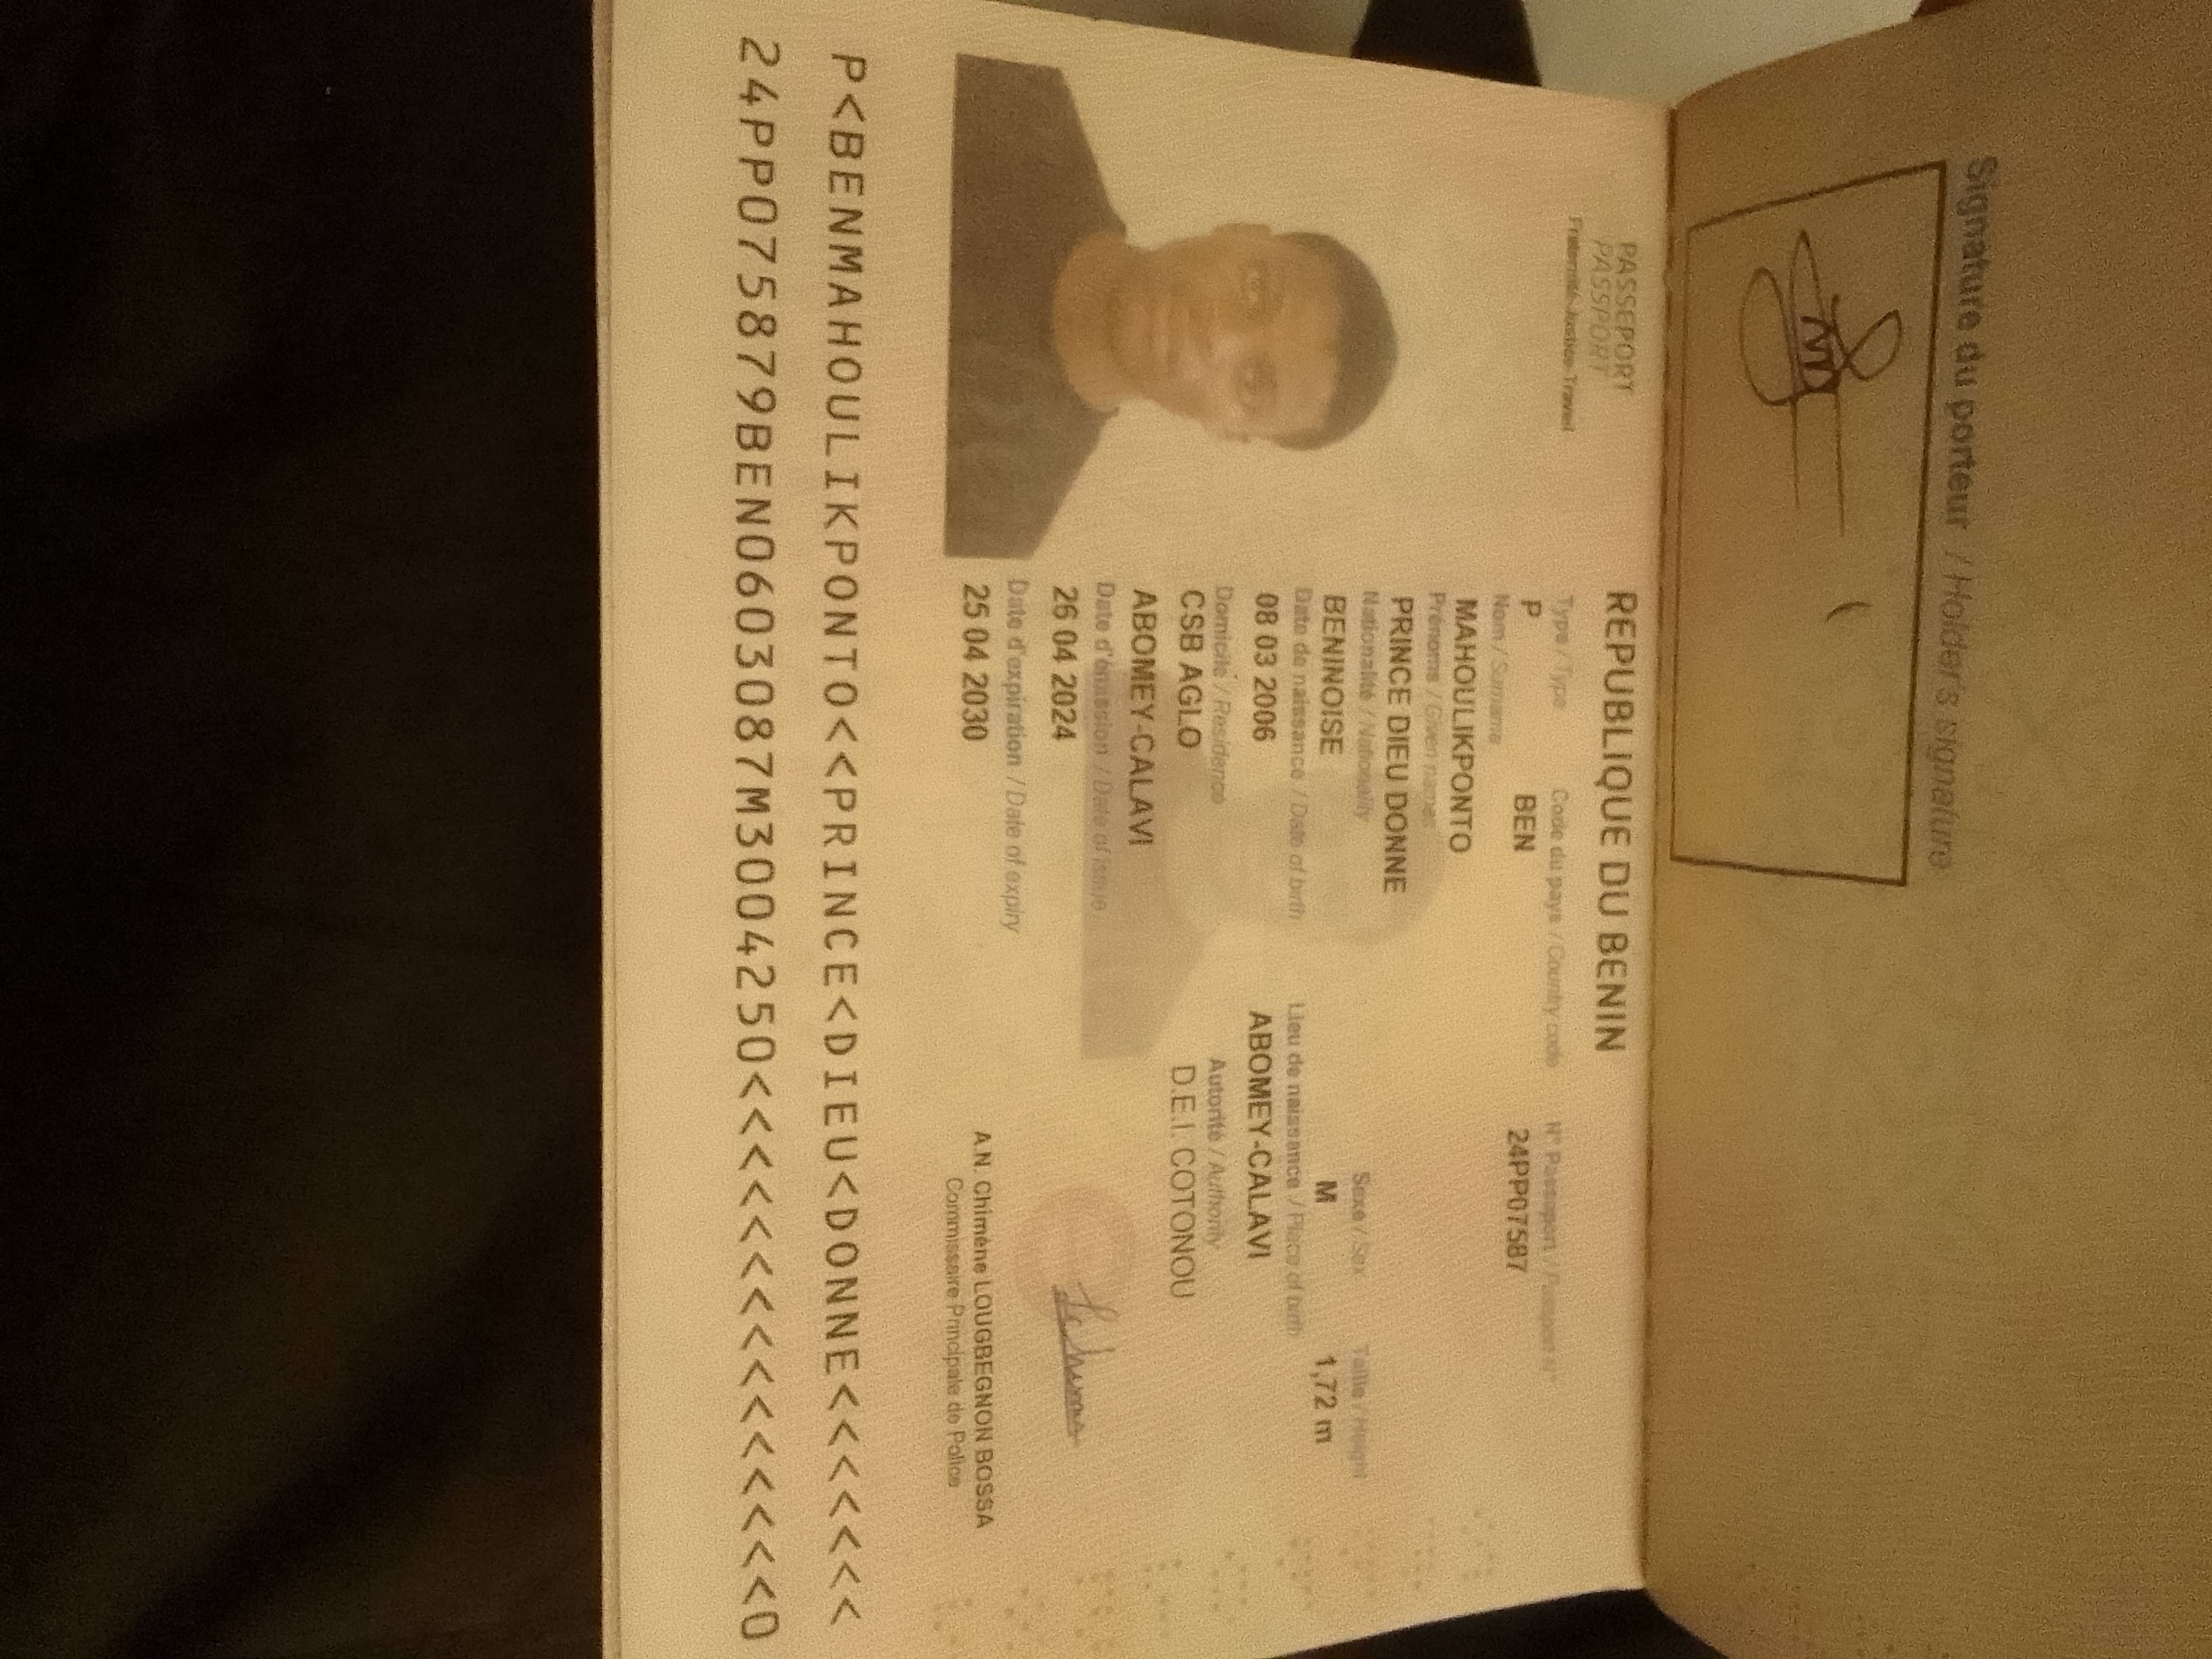 Signature du porteur / Holder's signature
REPUBLIQUE DU BENIN
PASSEPORT
PASSPORT
Fraternité-Justice-Travail
Type / Type Code du pays / Country code N° Passeport / Passport N°
P BEN 24PP07587
Nom / Surname
MAHOULIKPONTO
Prénoms / Given names
PRINCE DIEU DONNE
Nationalité / Nationality Sexe / Sex Taille / Height
BENINOISE M 1,72 m
Date de naissance / Date of birth Lieu de naissance / Place of birth
08 03 2006 ABOMEY-CALAVI
Domicile / Residence Autorité / Authority
CSB AGLO D.E.I. COTONOU
ABOMEY-CALAVI
Date d'émission / Date of issue
26 04 2024
Date d'expiration / Date of expiry
25 04 2030
A.N. Chimène LOUGBEGNON BOSSA
Commissaire Principale de Police
P<BENMAHOULIKPONTO<<PRINCE<DIEU<DONNE<<<<<<<
24PP075879BEN0603087M3004250<<<<<<<<<<<<<<<0